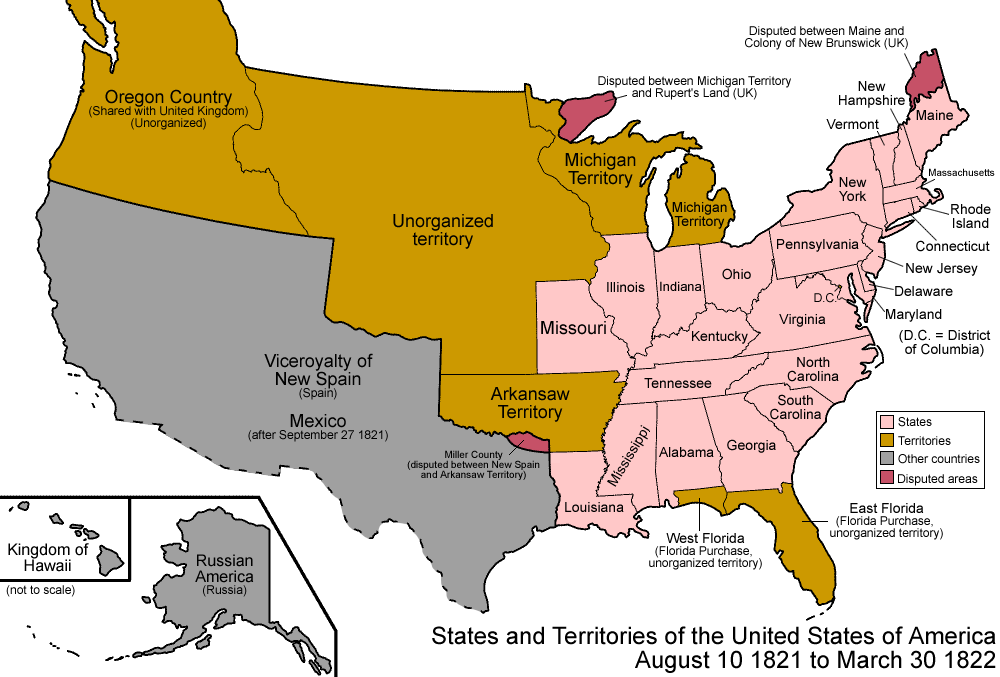 Disputed between Maine and
Colony of New Brunswick (UK)
Disputed between Michigan Territory
and Rupert's Land (UK)
Oregon Country
(Shared with United Kingdom)
(Unorganized)
New
Hampshire
Maine
Vermont
Michigan
Territory
Massachusetts
New
York
Michigan
Territory
Rhode
Island
Unorganized
territory
Connecticut
Pennsylvania
New Jersey
Ohio
Illinois
Indiana
Delaware
D.C.
Maryland
Virginia
Missouri
Kentucky
(D.C. = District
of Columbia)
Viceroyalty of
New Spain
(Spain)
North
Carolina
Tennessee
Arkansaw
Territory
South
Carolina
Mexico
(after September 27 1821)
States
Territories
Other countries
Disputed areas
Mississippi
Alabama
Georgia
Miller County
(disputed between New Spain
and Arkansaw Territory)
Louisiana
East Florida
(Florida Purchase,
unorganized territory)
West Florida
(Florida Purchase,
unorganized territory)
Kingdom of
Hawaii
(not to scale)
Russian
America
(Russia)
States and Territories of the United States of America
August 10 1821 to March 30 1822